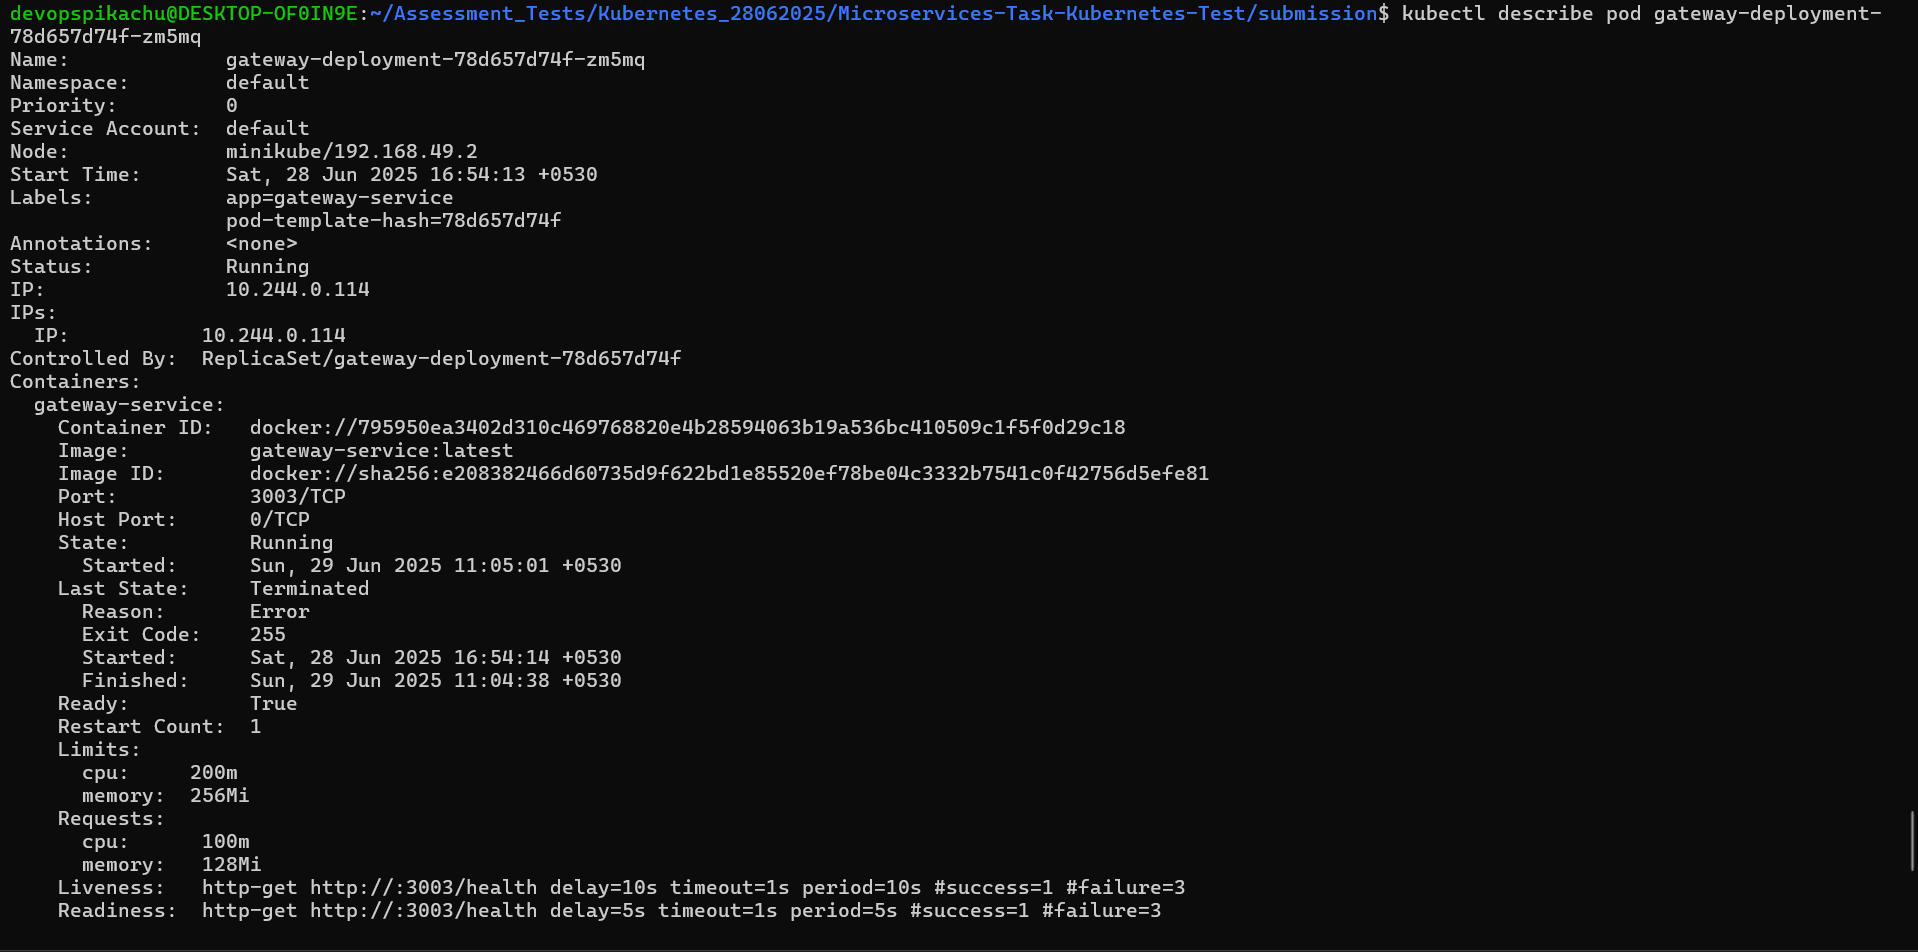 devopspikachu@DESKTOP-OF0IN9E:~/Assessment_Tests/Kubernetes_28062025/Microservices-Task-Kubernetes-Test/submission$ kubectl describe pod gateway-deployment-
78d657d74f-zm5mq
Name:             gateway-deployment-78d657d74f-zm5mq
Namespace:        default
Priority:         0
Service Account:  default
Node:             minikube/192.168.49.2
Start Time:       Sat, 28 Jun 2025 16:54:13 +0530
Labels:           app=gateway-service
                  pod-template-hash=78d657d74f
Annotations:      <none>
Status:           Running
IP:               10.244.0.114
IPs:
  IP:           10.244.0.114
Controlled By:  ReplicaSet/gateway-deployment-78d657d74f
Containers:
  gateway-service:
    Container ID:   docker://795950ea3402d310c469768820e4b28594063b19a536bc410509c1f5f0d29c18
    Image:          gateway-service:latest
    Image ID:       docker://sha256:e208382466d60735d9f622bd1e85520ef78be04c3332b7541c0f42756d5efe81
    Port:           3003/TCP
    Host Port:      0/TCP
    State:          Running
      Started:      Sun, 29 Jun 2025 11:05:01 +0530
    Last State:     Terminated
      Reason:       Error
      Exit Code:    255
      Started:      Sat, 28 Jun 2025 16:54:14 +0530
      Finished:     Sun, 29 Jun 2025 11:04:38 +0530
    Ready:          True
    Restart Count:  1
    Limits:
      cpu:     200m
      memory:  256Mi
    Requests:
      cpu:      100m
      memory:   128Mi
    Liveness:   http-get http://:3003/health delay=10s timeout=1s period=10s #success=1 #failure=3
    Readiness:  http-get http://:3003/health delay=5s timeout=1s period=5s #success=1 #failure=3